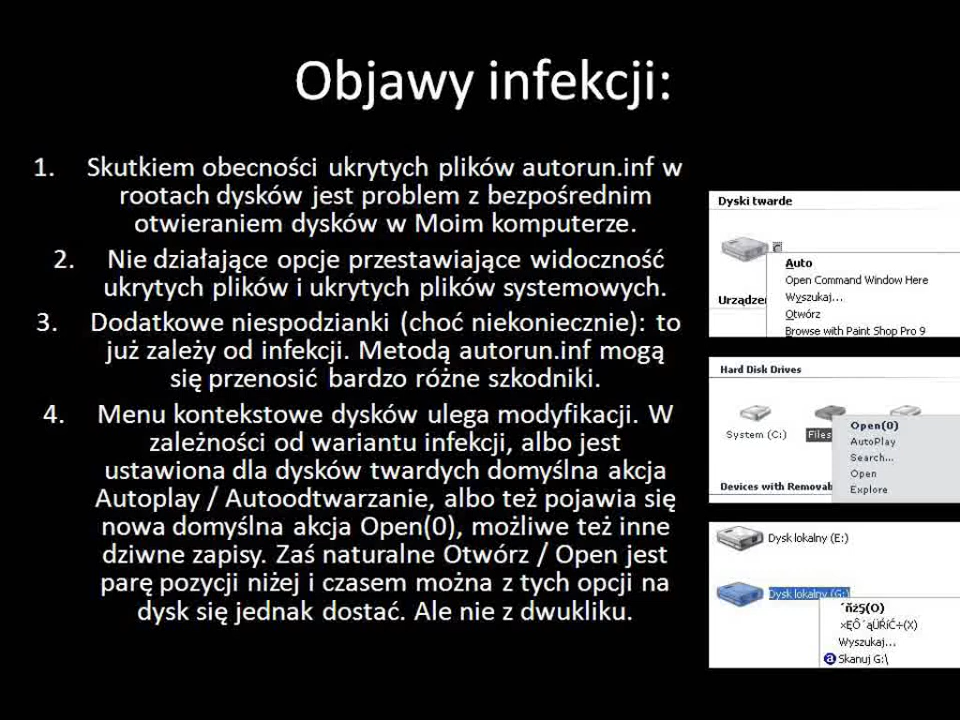 Objawy infekcji:
1. Skutkiem obecności ukrytych plików autorun.inf w
rootach dysków jest problem z bezpośrednim
otwieraniem dysków w Moim komputerze.
2. Nie działające opcje przestawiające widoczność
ukrytych plików i ukrytych plików systemowych.
3. Dodatkowe niespodzianki (choć niekoniecznie): to
już zależy od infekcji. Metodą autorun.inf mogą
się przenosić bardzo różne szkodniki.
4. Menu kontekstowe dysków ulega modyfikacji. W
zależności od wariantu infekcji, albo jest
ustawiona dla dysków twardych domyślna akcja
Autoplay / Autoodtwarzanie, albo też pojawia się
nowa domyślna akcja Open(0), możliwe też inne
dziwne zapisy. Zaś naturalne Otwórz / Open jest
parę pozycji niżej i czasem można z tych opcji na
dysk się jednak dostać. Ale nie z dwukliku.
Dyski twarde
Auto
Open Command Window Here
Wyszukaj...
Otwórz
Browse with Paint Shop Pro 9
Urządze
Hard Disk Drives
System (C:)
Files
Open(0)
AutoPlay
Search...
Open
Explore
Devices with Removab
Dysk lokalny (E:)
Dysk lokalny (G:)
Wyszukaj...
Skanuj G:\